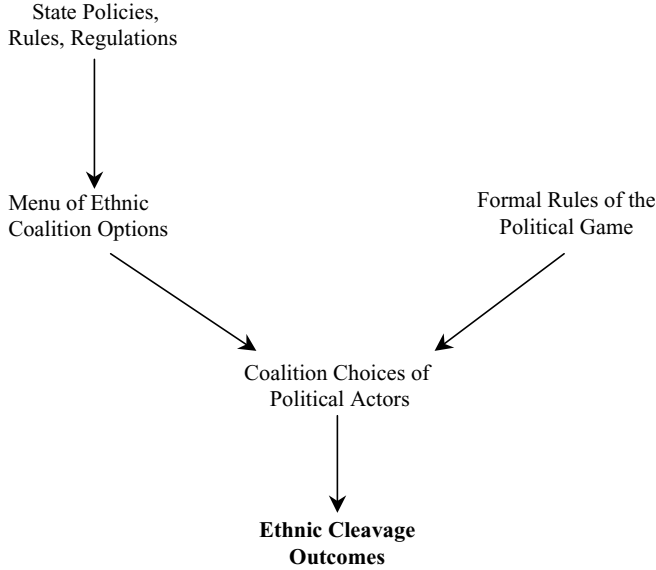 State Policies,
Rules, Regulations
Menu of Ethnic
Coalition Options
Formal Rules of the
Political Game
Coalition Choices of
Political Actors
Ethnic Cleavage
Outcomes